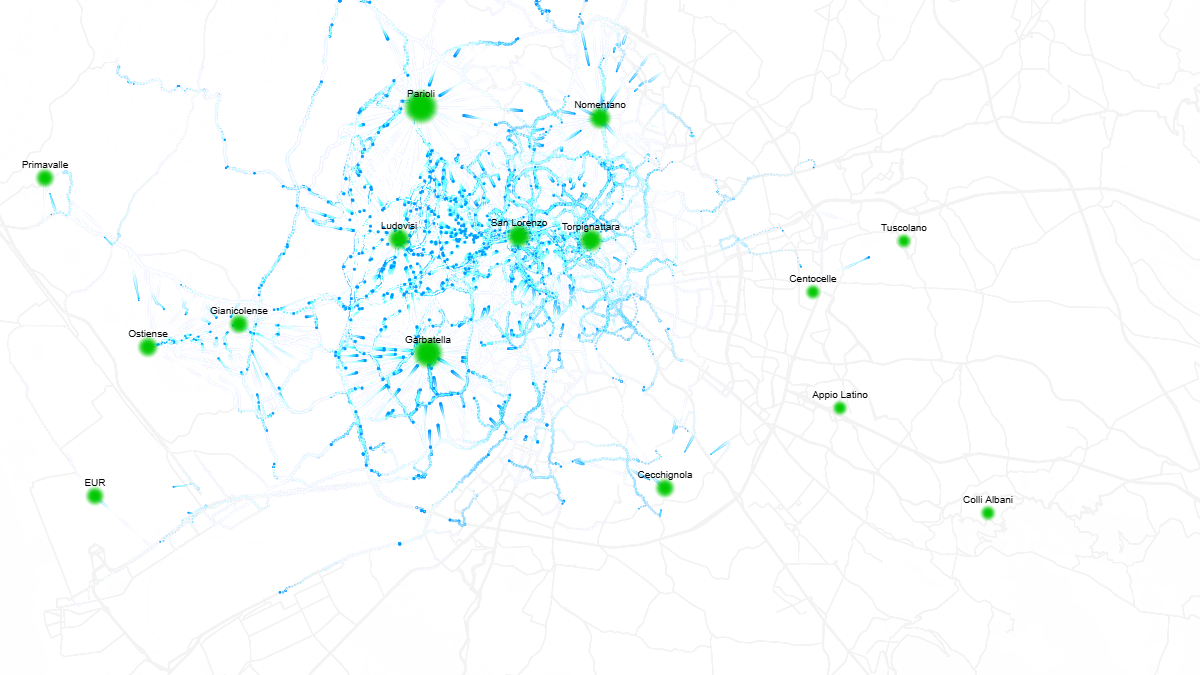 Parioli
Nomentano
Primavalle
Ludovisi
San Lorenzo
Torpignattara
Tuscolano
Centocelle
Gianicolense
Ostiense
Garbatella
Appio Latino
Cecchignola
EUR
Colli Albani